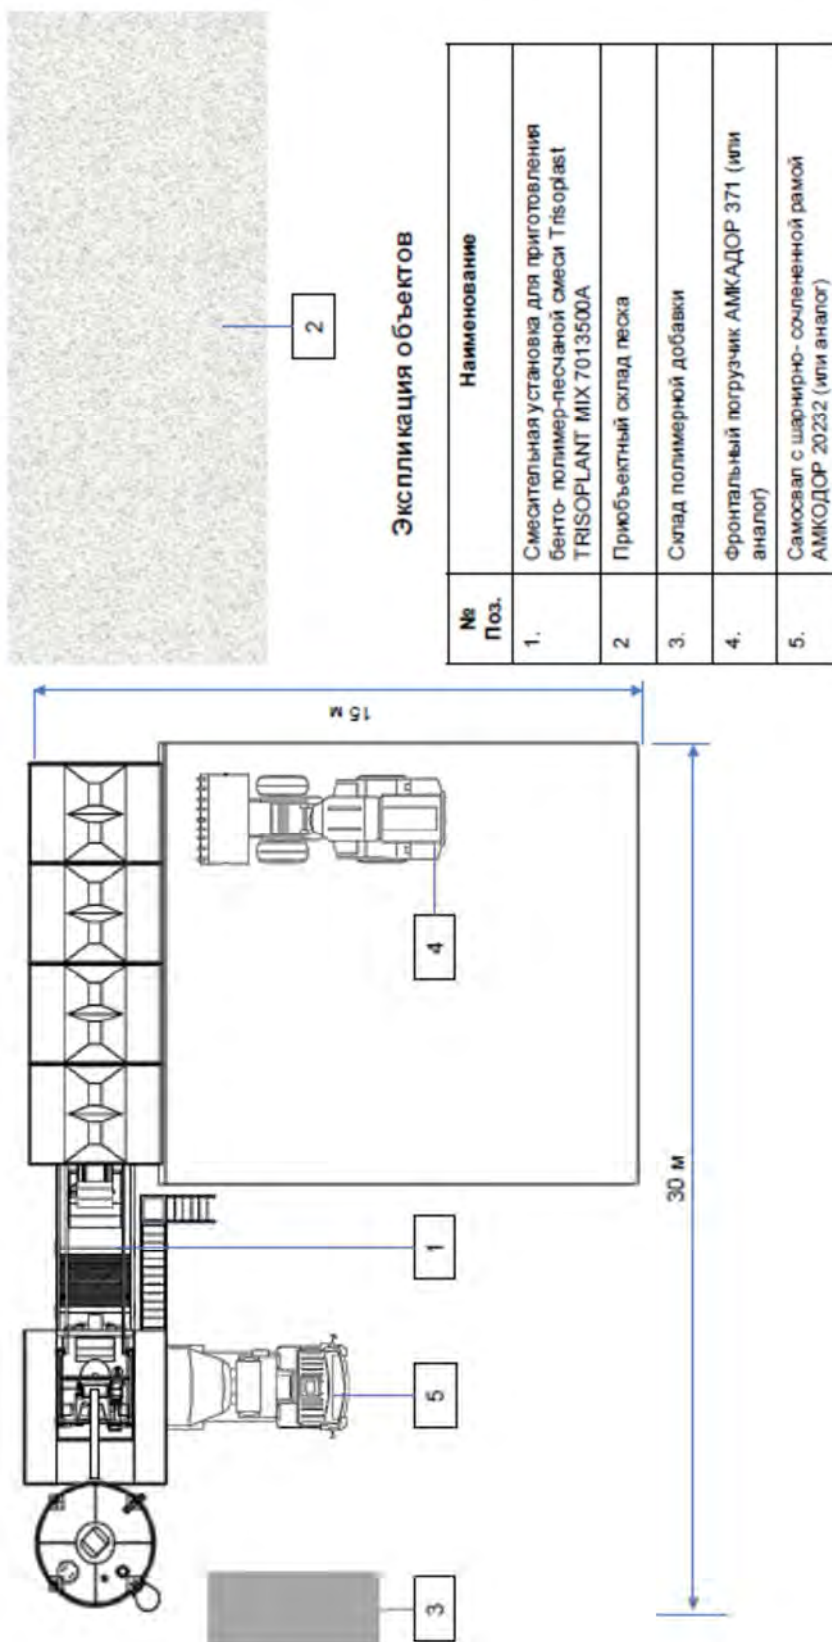 3
5
1
4
30 м
15 м
2
Экспликация объектов
№
Поз.
Наименование
1.
Смесительная установка для приготовления
бенто- полимер-песчаной смеси Trisoplast
TRISOPLANT MIX 7013500A
2
Приобъектный склад песка
3.
Склад полимерной добавки
4.
Фронтальный погрузчик АМКАДОР 371 (или
аналог)
5.
Самосвал с шарнирно- сочлененной рамой
АМКОДОР 20232 (или аналог)